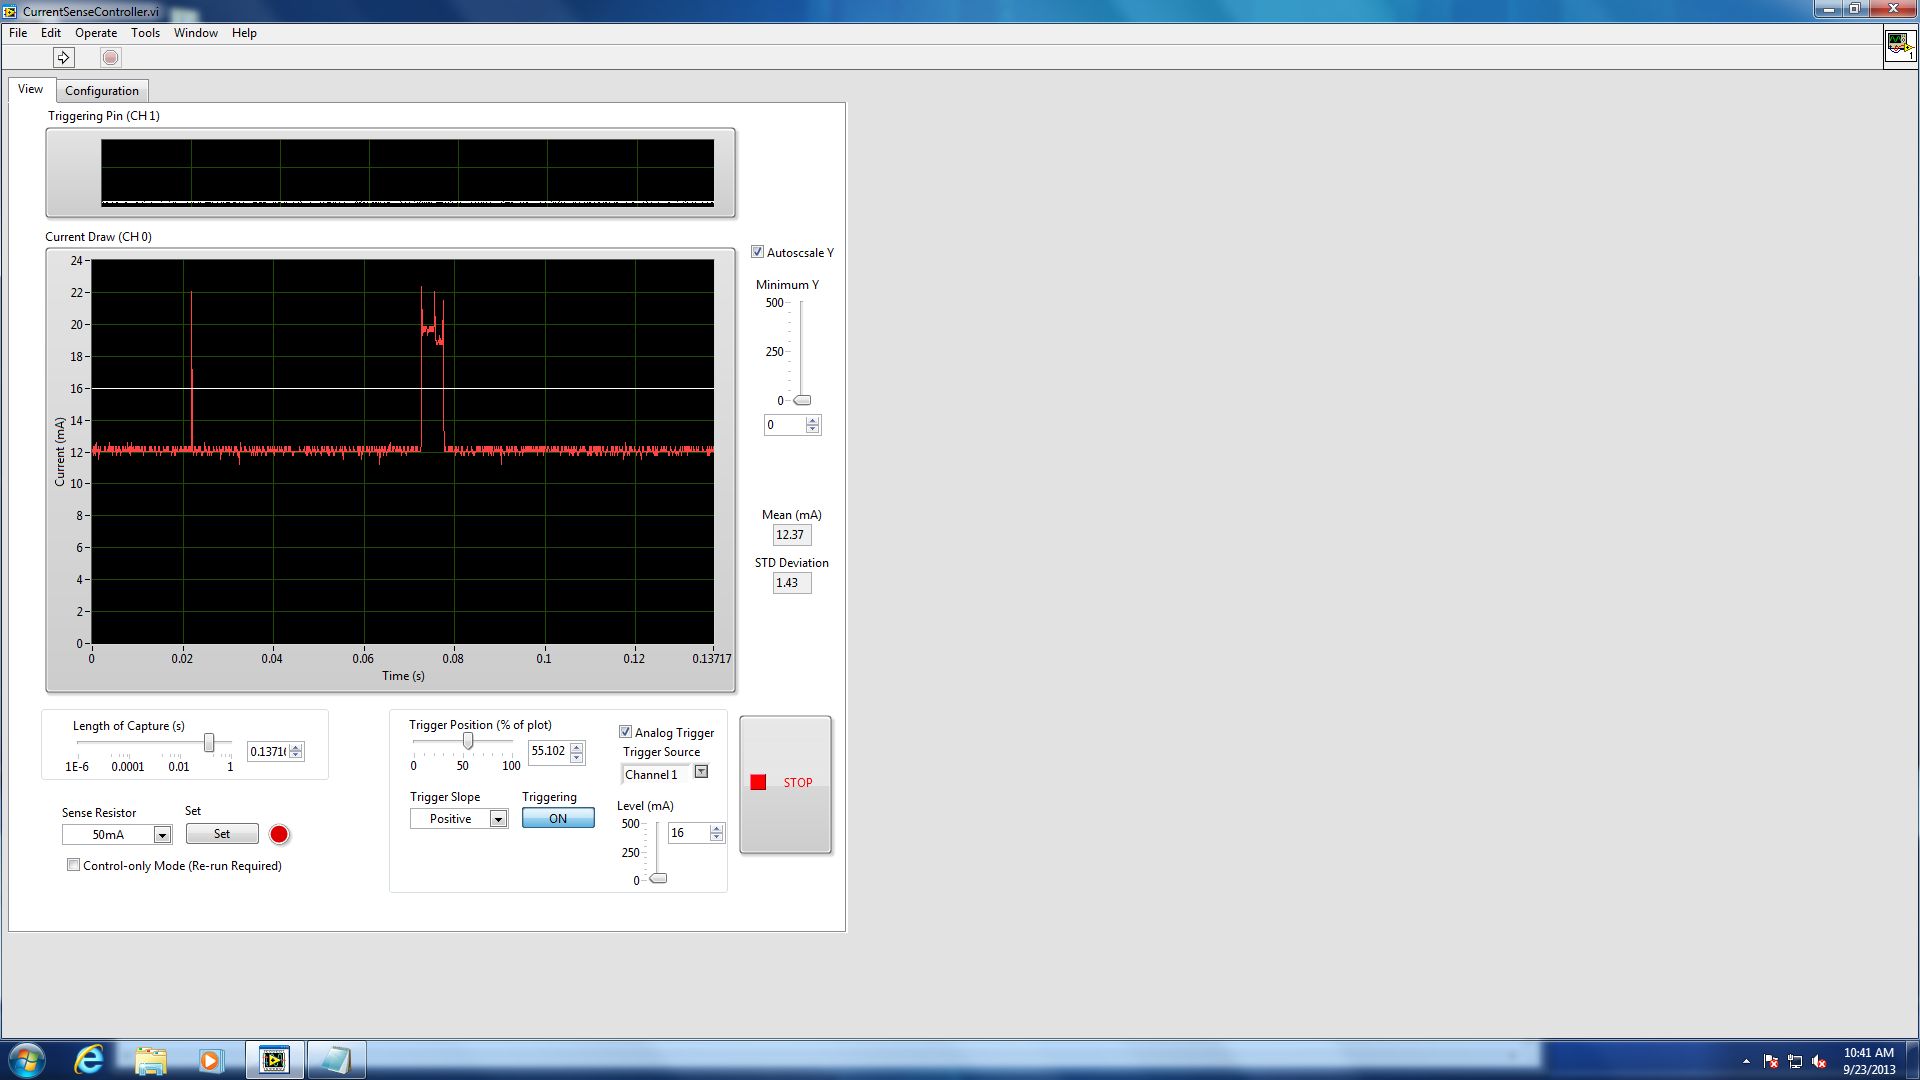 CurrentSenseController.vi
File Edit Operate Tools Window Help
1
View Configuration
Triggering Pin (CH 1)
Current Draw (CH 0)
Autoscsale Y
Minimum Y
500
250
0
0
24
22
20
18
16
14
12
10
8
6
4
2
0
Current (mA)
0 0.02 0.04 0.06 0.08 0.1 0.12 0.13717
Time (s)
Mean (mA)
12.37
STD Deviation
1.43
Length of Capture (s)
0.1371
1E-6 0.0001 0.01 1
Sense Resistor
50mA
Set
Set
Control-only Mode (Re-run Required)
Trigger Position (% of plot)
55.102
0 50 100
Trigger Slope
Positive
Triggering
ON
Analog Trigger
Trigger Source
Channel 1
Level (mA)
500
250
0
16
STOP
10:41 AM
9/23/2013